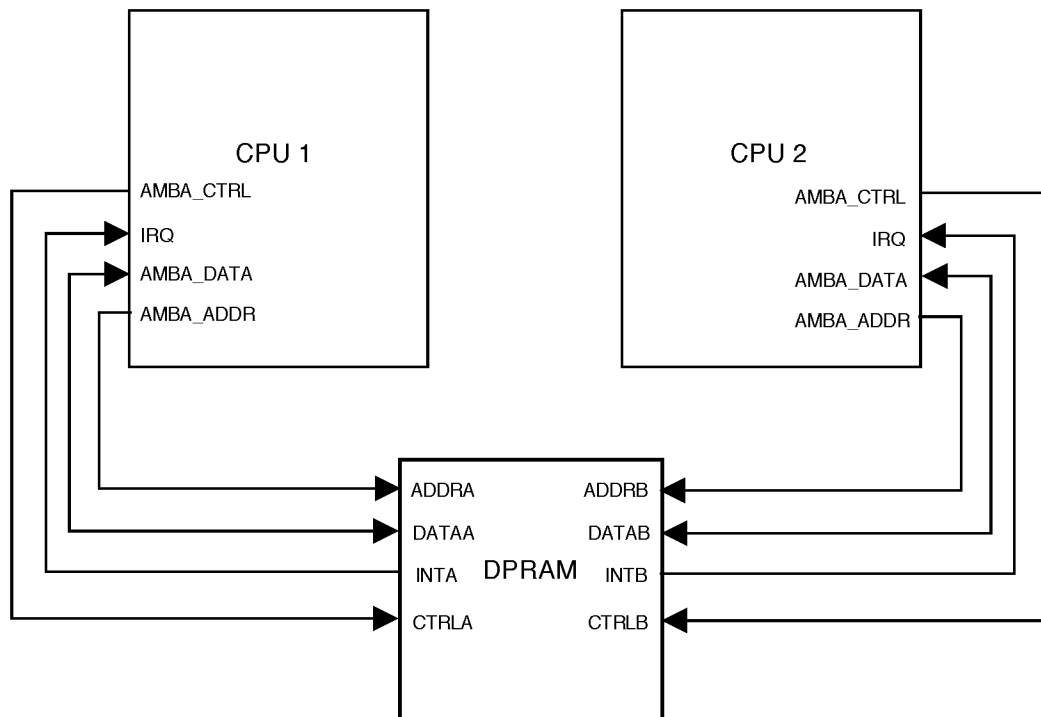 CPU 1
AMBA_CTRL
IRQ
AMBA_DATA
AMBA_ADDR
CPU 2
AMBA_CTRL
IRQ
AMBA_DATA
AMBA_ADDR
ADDRA ADDRB
DATAA DATAB
DPRAM
INTA INTB
CTRLA CTRLB